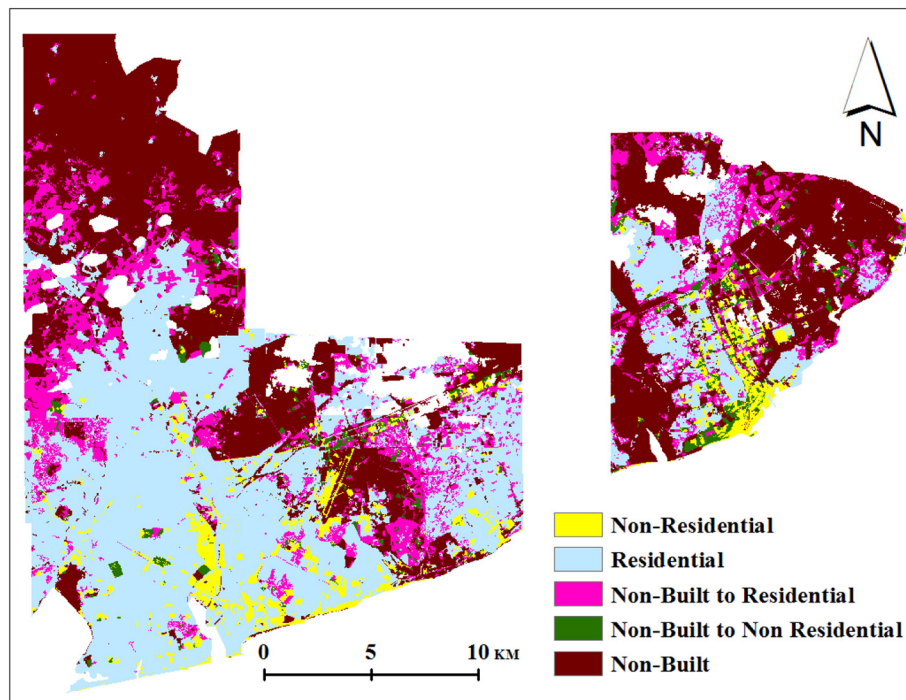 N
Non-Residential
Residential
Non-Built to Residential
Non-Built to Non Residential
Non-Built
0 5 10 KM